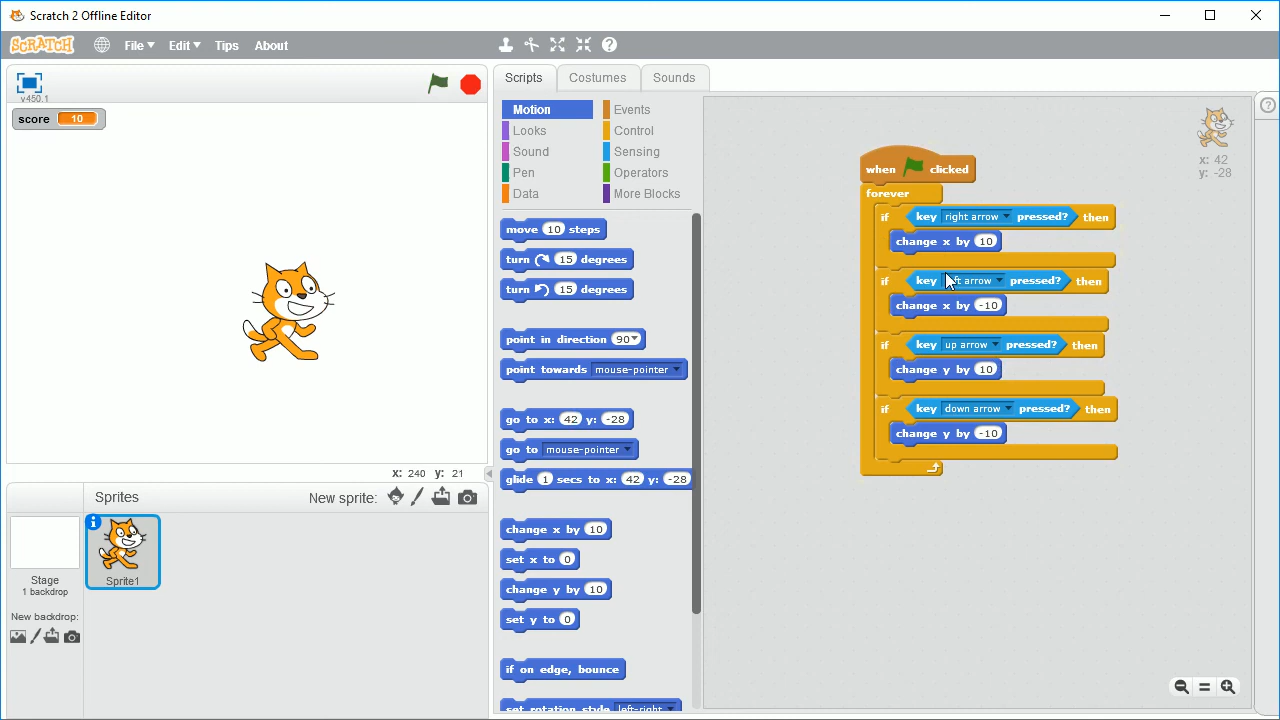 Scratch 2 Offline Editor
SCRATCH File Edit Tips About
v450.1
score 10
x: 240 y: 21
Sprites New sprite:
Stage
1 backdrop
New backdrop:
Sprite1
Scripts Costumes Sounds
Motion Events
Looks Control
Sound Sensing
Pen Operators
Data More Blocks
move 10 steps
turn 15 degrees
turn 15 degrees
point in direction 90
point towards mouse-pointer
go to x: 42 y: -28
go to mouse-pointer
glide 1 secs to x: 42 y: -28
change x by 10
set x to 0
change y by 10
set y to 0
if on edge, bounce
set rotation style left-right
when clicked
forever
if key right arrow pressed? then
change x by 10
if key arrow pressed? then
change x by -10
if key up arrow pressed? then
change y by 10
if key down arrow pressed? then
change y by -10
x: 42
y: -28